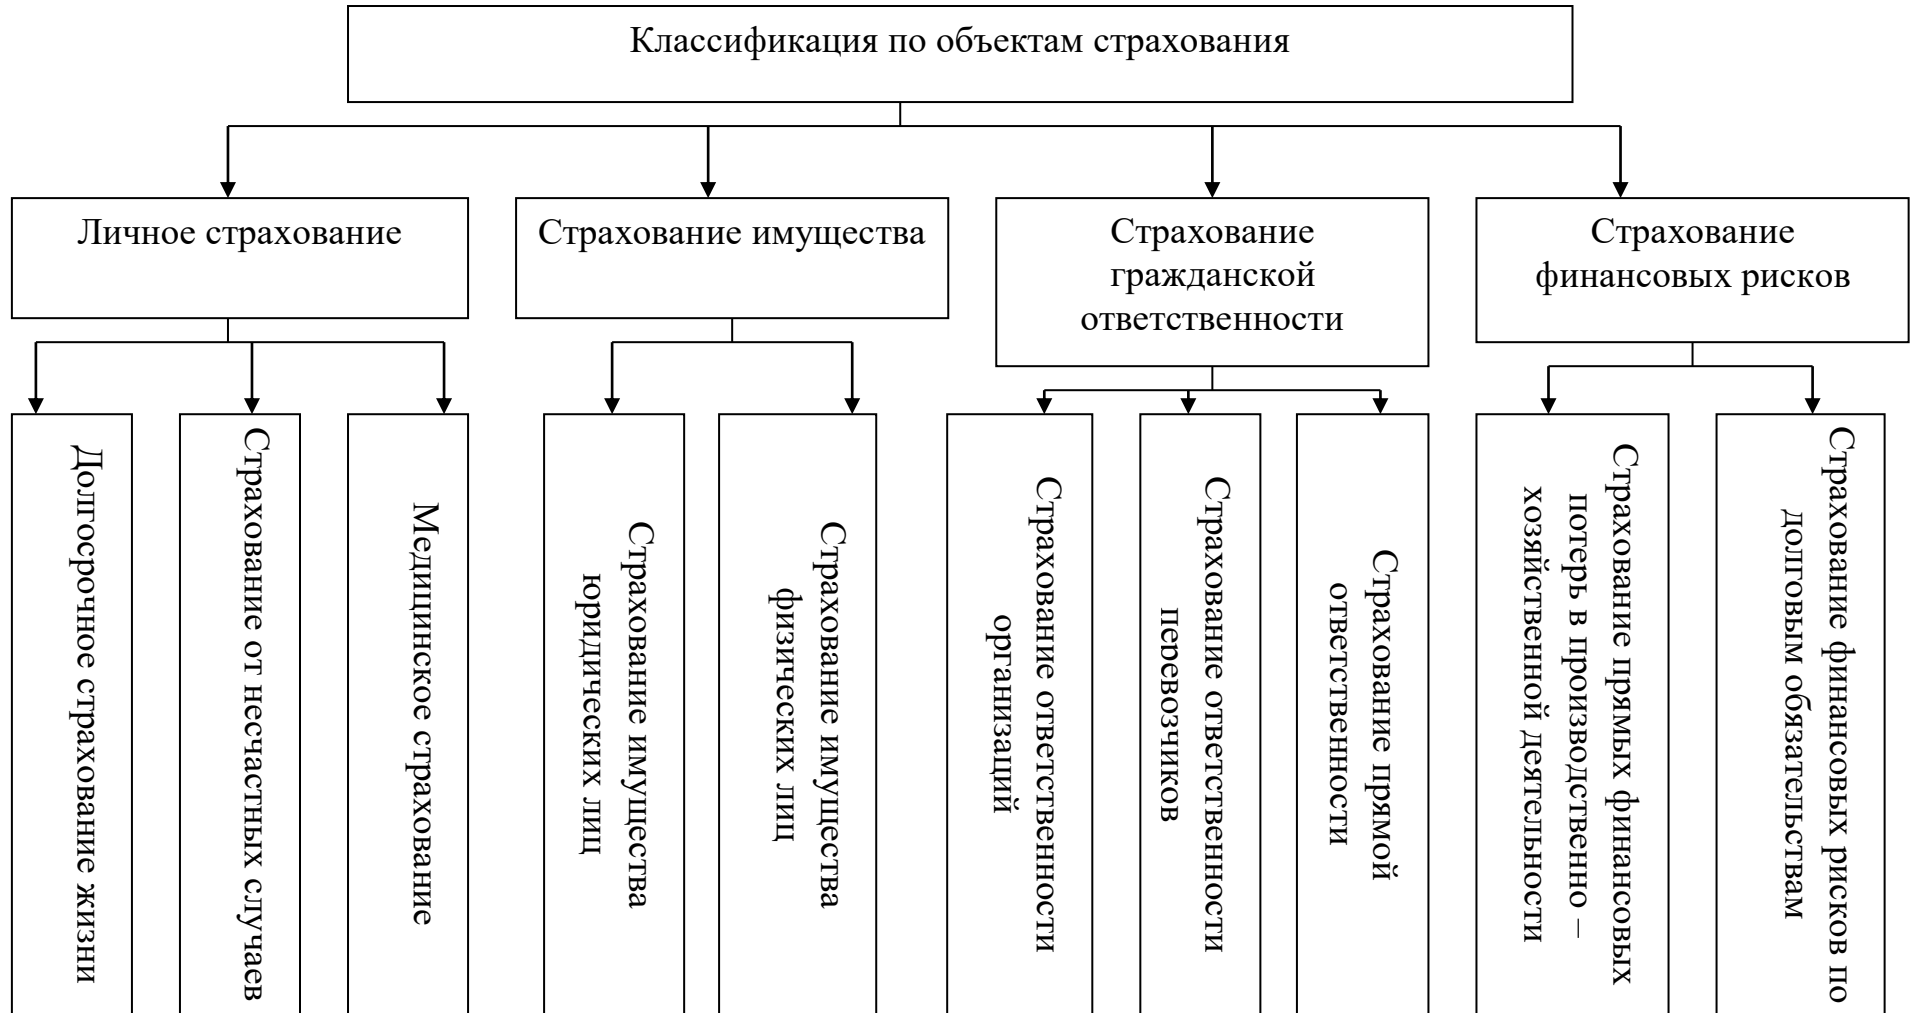 Классификация по объектам страхования
Личное страхование
Страхование имущества
Страхование
гражданской
ответственности
Страхование
финансовых рисков
Долгосрочное страхование жизни
Страхование от несчастных случаев
Медицинское страхование
Страхование имущества
юридических лиц
Страхование имущества
физических лиц
Страхование ответственности
организаций
Страхование ответственности
перевозчиков
Страхование прямой
ответственности
Страхование прямых финансовых
потерь в производственно –
хозяйственной деятельности
Страхование финансовых рисков по
долговым обязательствам